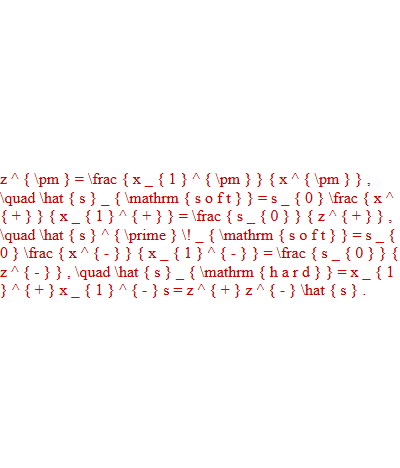 z ^ { \pm } = \frac { x _ { 1 } ^ { \pm } } { x ^ { \pm } } ,
\quad \hat { s } _ { \mathrm { s o f t } } = s _ { 0 } \frac { x ^
{ + } } { x _ { 1 } ^ { + } } = \frac { s _ { 0 } } { z ^ { + } } ,
\quad \hat { s } ^ { \prime } \! _ { \mathrm { s o f t } } = s _ {
0 } \frac { x ^ { - } } { x _ { 1 } ^ { - } } = \frac { s _ { 0 } } {
z ^ { - } } , \quad \hat { s } _ { \mathrm { h a r d } } = x _ { 1
} ^ { + } x _ { 1 } ^ { - } s = z ^ { + } z ^ { - } \hat { s } .